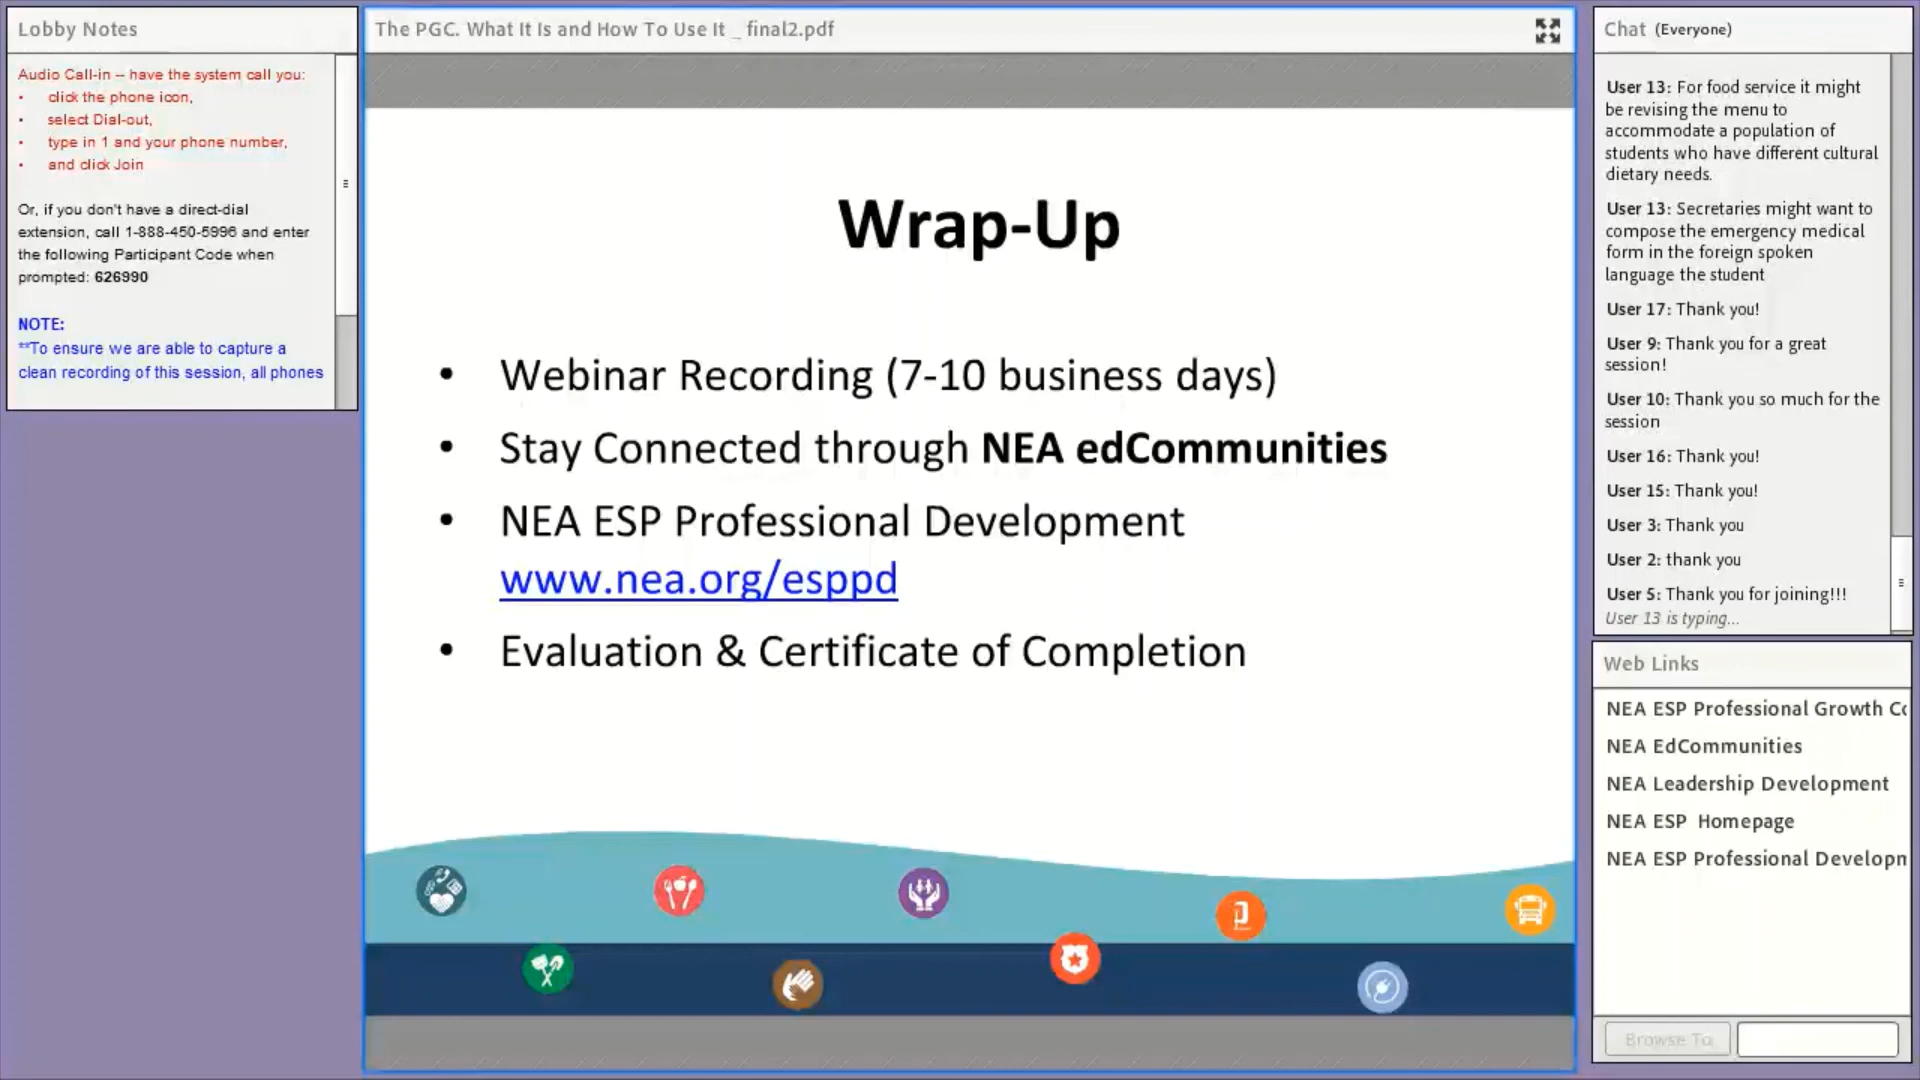 Lobby Notes
Audio Call-in -- have the system call you:
• click the phone icon,
• select Dial-out,
• type in 1 and your phone number,
• and click Join
Or, if you don't have a direct-dial
extension, call 1-888-450-5996 and enter
the following Participant Code when
prompted: 626990
NOTE:
**To ensure we are able to capture a
clean recording of this session, all phones
The PGC. What It Is and How To Use It _ final2.pdf
Wrap-Up
• Webinar Recording (7-10 business days)
• Stay Connected through NEA edCommunities
• NEA ESP Professional Development
www.nea.org/esppd
• Evaluation & Certificate of Completion
Chat (Everyone)
User 13: For food service it might
be revising the menu to
accommodate a population of
students who have different cultural
dietary needs.
User 13: Secretaries might want to
compose the emergency medical
form in the foreign spoken
language the student
User 17: Thank you!
User 9: Thank you for a great
session!
User 10: Thank you so much for the
session
User 16: Thank you!
User 15: Thank you!
User 3: Thank you
User 2: thank you
User 5: Thank you for joining!!!
User 13 is typing...
Web Links
NEA ESP Professional Growth Co
NEA EdCommunities
NEA Leadership Development
NEA ESP Homepage
NEA ESP Professional Developm
Browse To